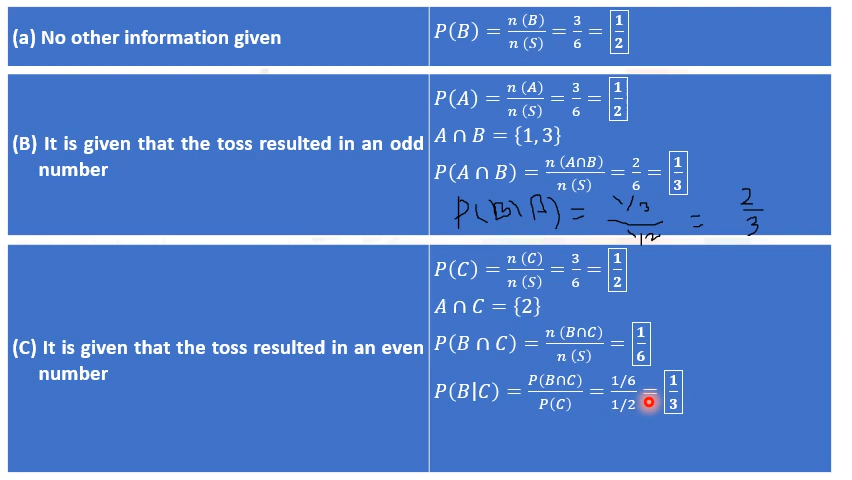 (a) No other information given
P(B) = n (B)/n (S) = 3/6 = 1/2
(B) It is given that the toss resulted in an odd
number
P(A) = n (A)/n (S) = 3/6 = 1/2
A ∩ B = {1, 3}
P(A ∩ B) = n (A∩B)/n (S) = 2/6 = 1/3
P(B|A) = 1/3/1/2 = 2/3
(C) It is given that the toss resulted in an even
number
P(C) = n (C)/n (S) = 3/6 = 1/2
A ∩ C = {2}
P(B ∩ C) = n (B∩C)/n (S) = 1/6
P(B|C) = P(B∩C)/P(C) = 1/6/1/2 = 1/3